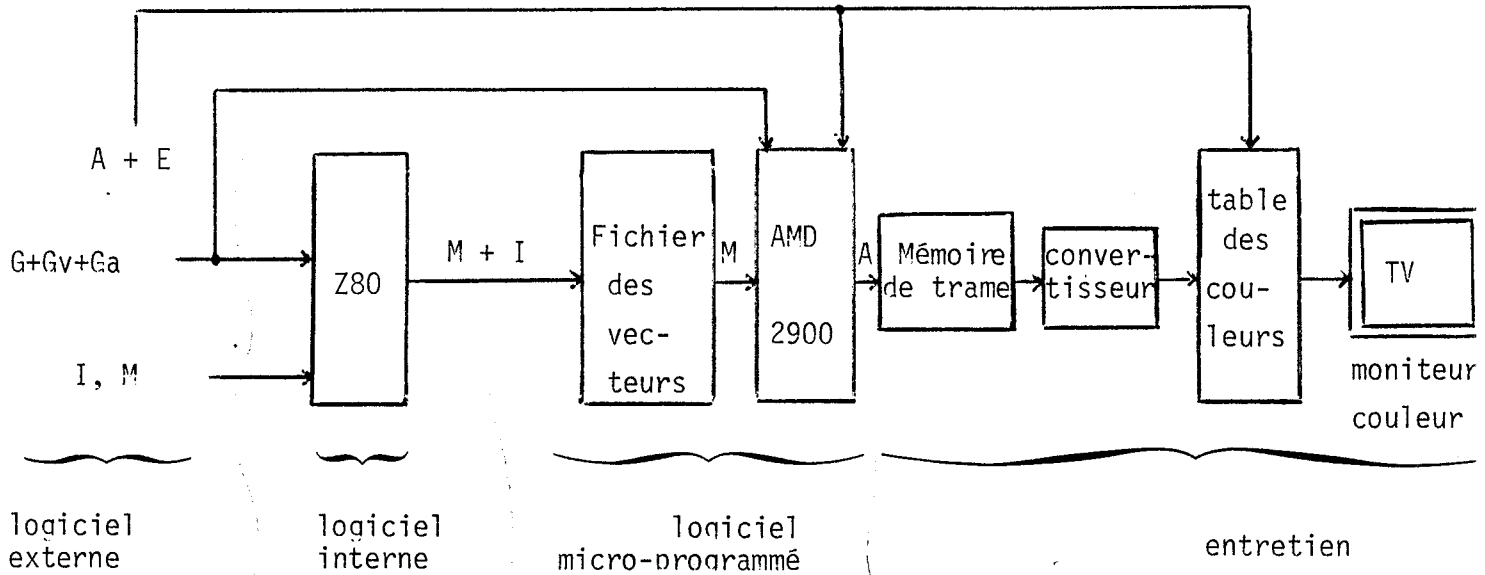 A + E
G+Gv+Ga
I, M
Z80
M + I
Fichier
des
vec-
teurs
M
AMD
2900
A
Mémoire
de trame
conver-
tisseur
table
des
cou-
leurs
TV
moniteur
couleur
logiciel
externe
logiciel
interne
logiciel
micro-programmé
entretien